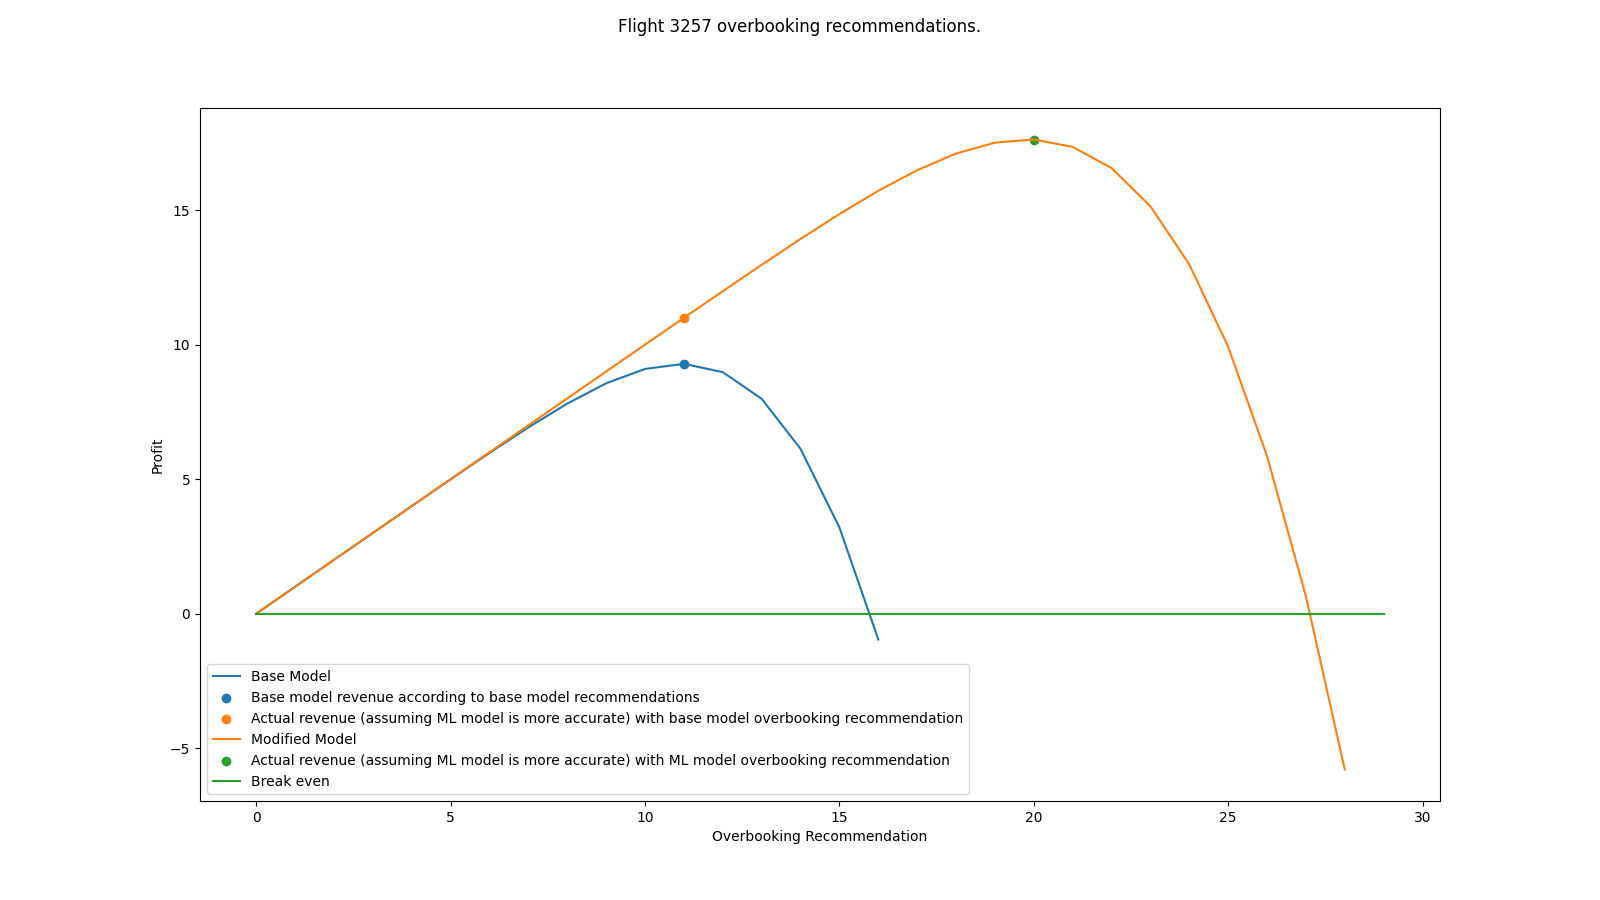 Flight 3257 overbooking recommendations.
Profit
15
10
5
0
−5
Base Model
Base model revenue according to base model recommendations
Actual revenue (assuming ML model is more accurate) with base model overbooking recommendation
Modified Model
Actual revenue (assuming ML model is more accurate) with ML model overbooking recommendation
Break even
0 5 10 15 20 25 30
Overbooking Recommendation